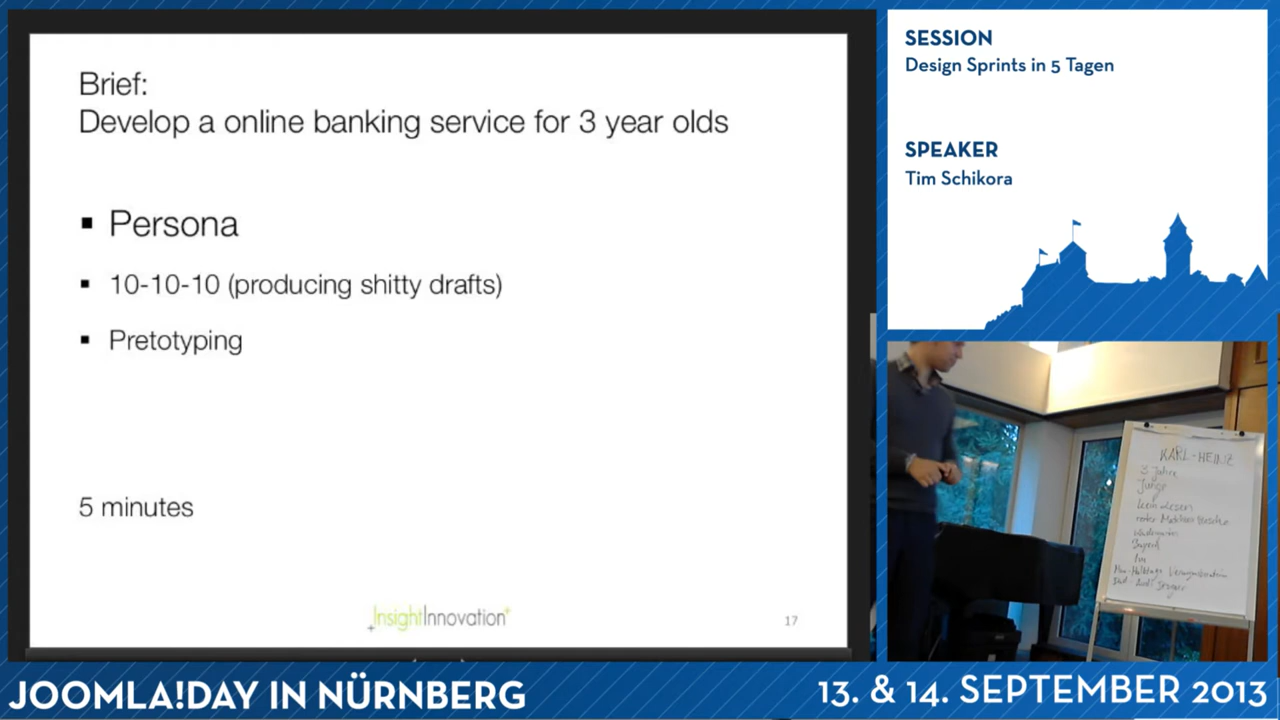 Brief:
Develop a online banking service for 3 year olds
▪ Persona
▪ 10-10-10 (producing shitty drafts)
▪ Pretotyping
5 minutes
InsightInnovation+
17
SESSION
Design Sprints in 5 Tagen
SPEAKER
Tim Schikora
KARL-HEINZ
3 Jahre
Junge
kein Lesen
JOOMLA!DAY IN NÜRNBERG
13. & 14. SEPTEMBER 2013